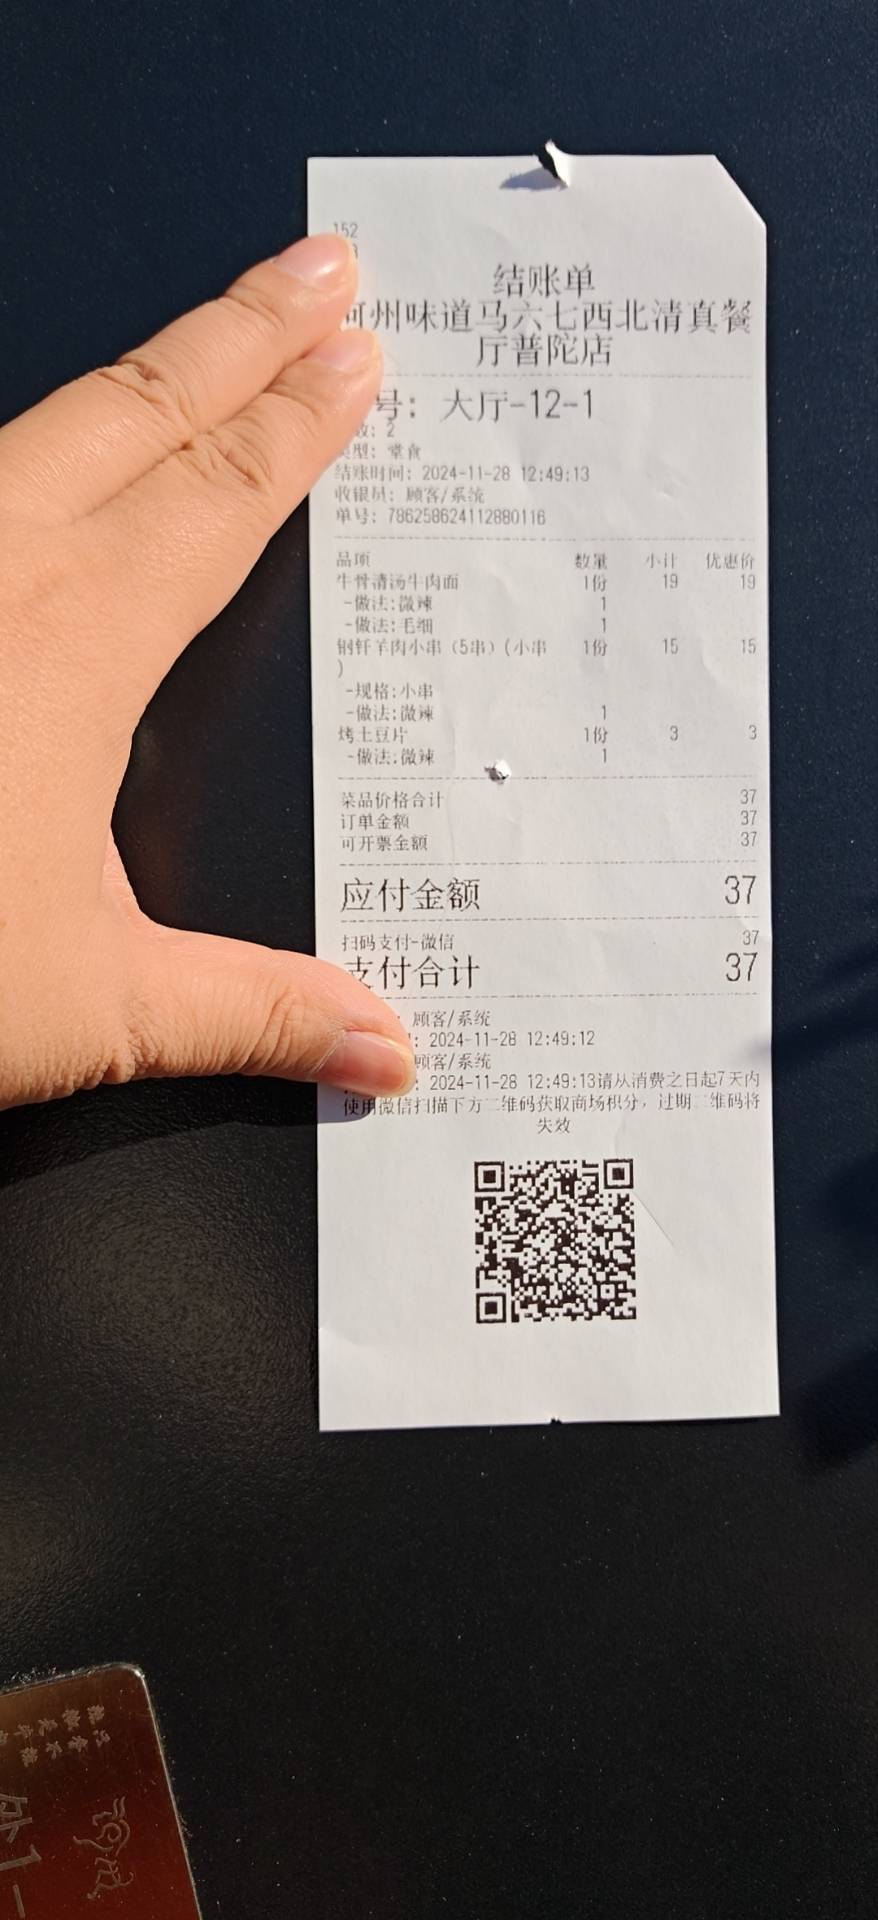 152
结账单
河州味道马六七西北清真餐
厅普陀店
号: 大厅-12-1
数: 2
类型: 堂食
结账时间: 2024-11-28 12:49:13
收银员: 顾客/系统
单号: 786258624112880116
品项 数量 小计 优惠价
牛骨清汤牛肉面 1份 19 19
-做法:微辣 1
-做法:毛细 1
钢钎羊肉小串（5串）(小串 1份 15 15
)
-规格:小串
-做法:微辣 1
烤土豆片 1份 3 3
-做法:微辣 1
菜品价格合计 37
订单金额 37
可开票金额 37
应付金额 37
扫码支付-微信 37
支付合计 37
: 顾客/系统
: 2024-11-28 12:49:12
顾客/系统
: 2024-11-28 12:49:13请从消费之日起7天内
使用微信扫描下方二维码获取商场积分，过期二维码将
失效